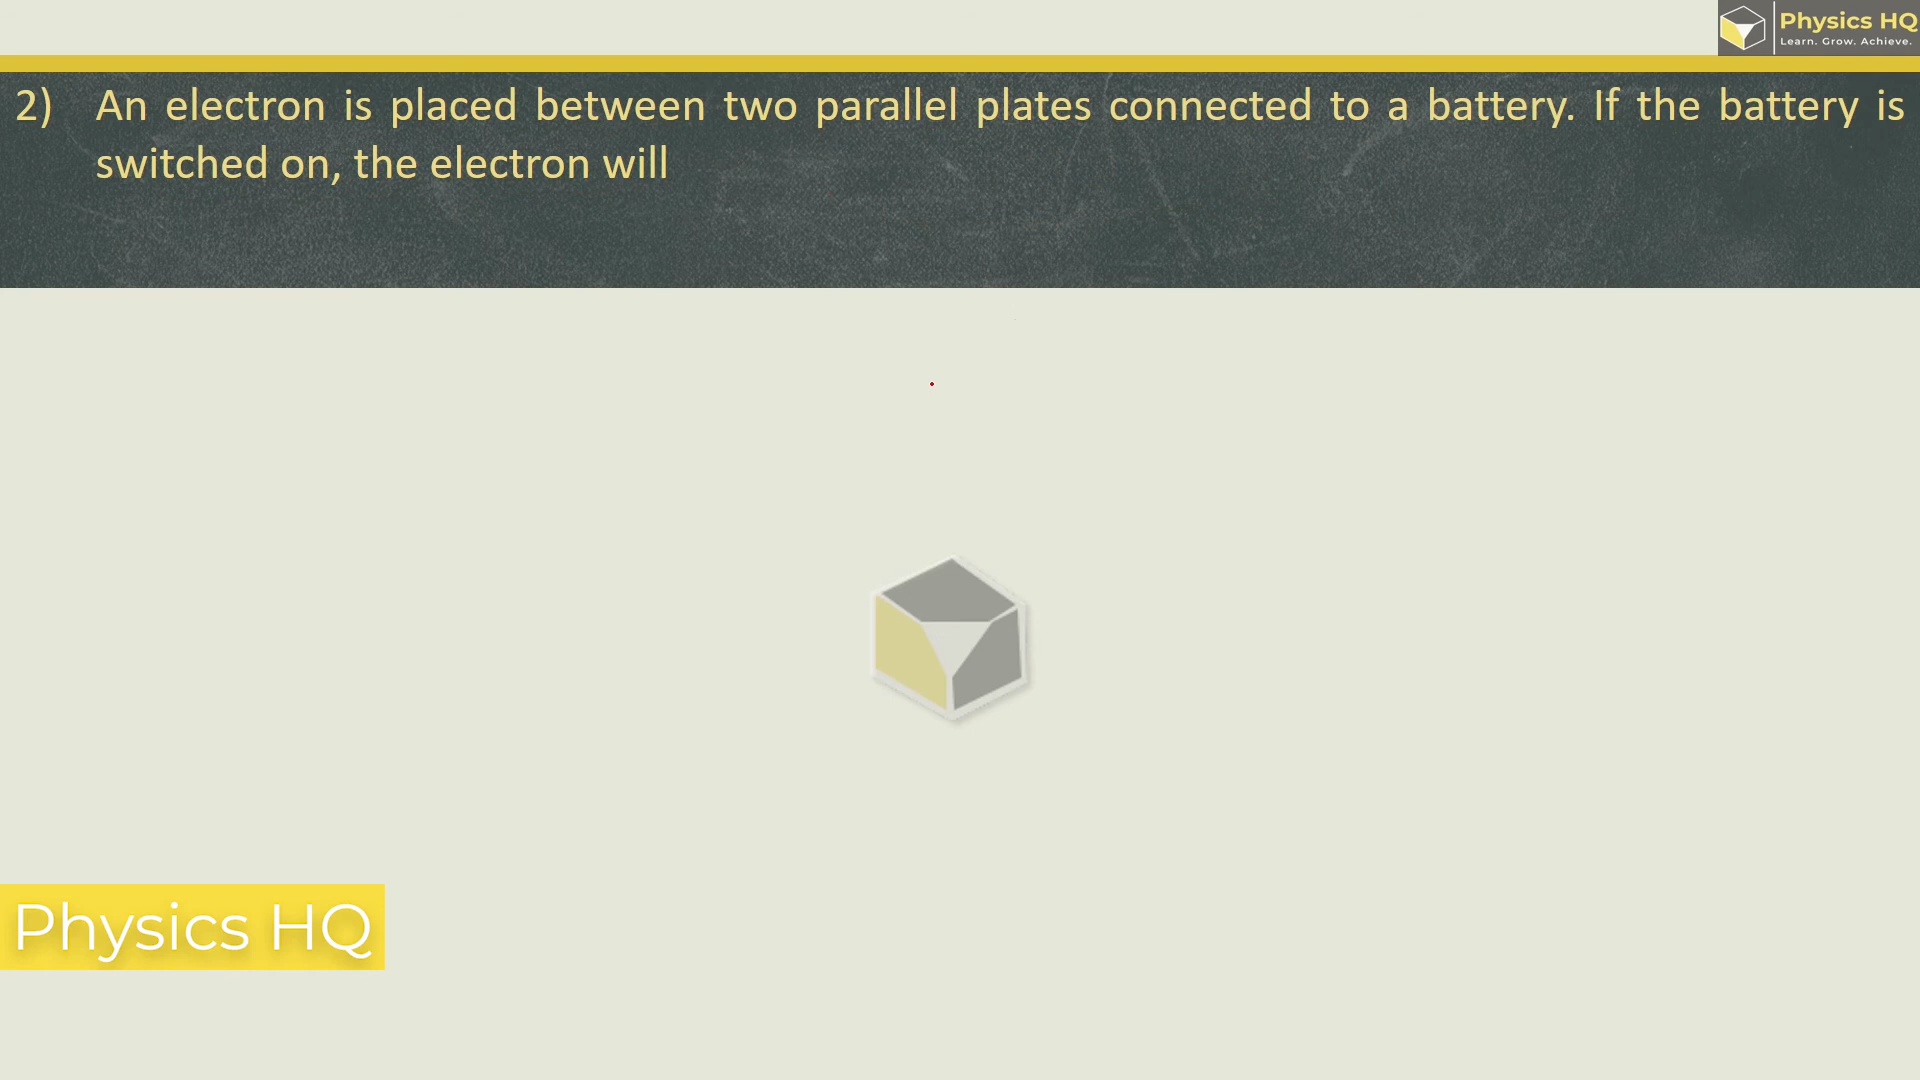 Physics HQ
Learn. Grow. Achieve.
2) An electron is placed between two parallel plates connected to a battery. If the battery is
switched on, the electron will
Physics HQ